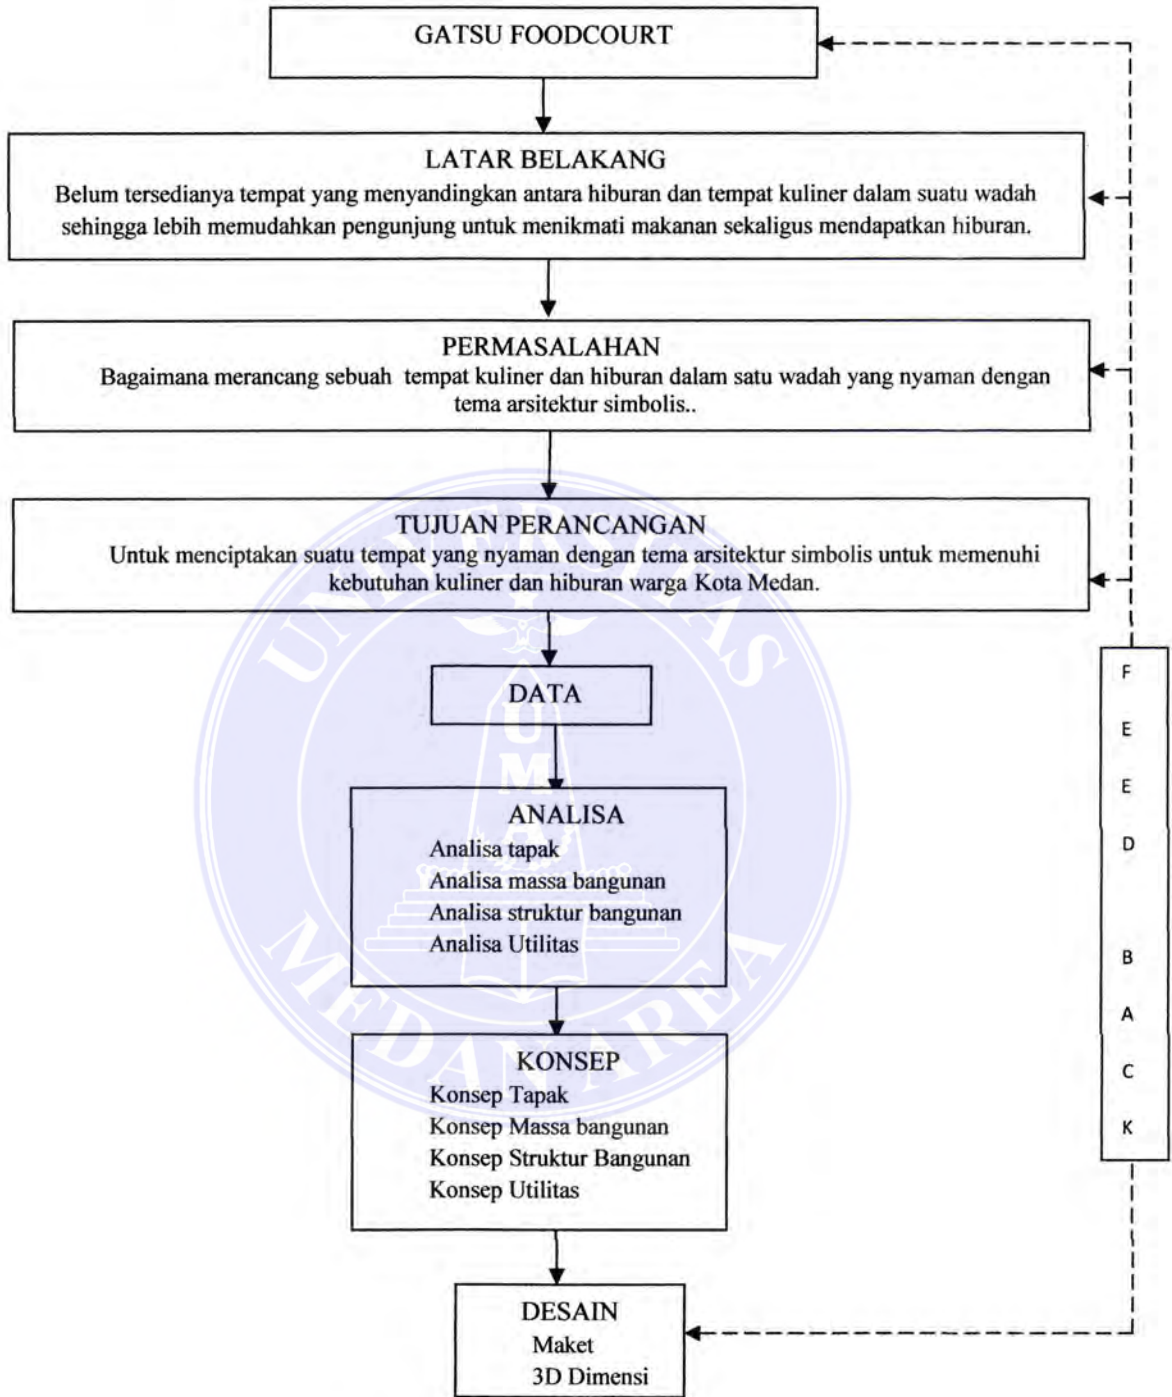 GATSU FOODCOURT
LATAR BELAKANG
Belum tersedianya tempat yang menyandingkan antara hiburan dan tempat kuliner dalam suatu wadah
sehingga lebih memudahkan pengunjung untuk menikmati makanan sekaligus mendapatkan hiburan.
PERMASALAHAN
Bagaimana merancang sebuah tempat kuliner dan hiburan dalam satu wadah yang nyaman dengan
tema arsitektur simbolis..
TUJUAN PERANCANGAN
Untuk menciptakan suatu tempat yang nyaman dengan tema arsitektur simbolis untuk memenuhi
kebutuhan kuliner dan hiburan warga Kota Medan.
DATA
ANALISA
Analisa tapak
Analisa massa bangunan
Analisa struktur bangunan
Analisa Utilitas
KONSEP
Konsep Tapak
Konsep Massa bangunan
Konsep Struktur Bangunan
Konsep Utilitas
DESAIN
Maket
3D Dimensi
F
E
E
D
B
A
C
K
UNIVERSITAS
MEDAN AREA
U
M
A